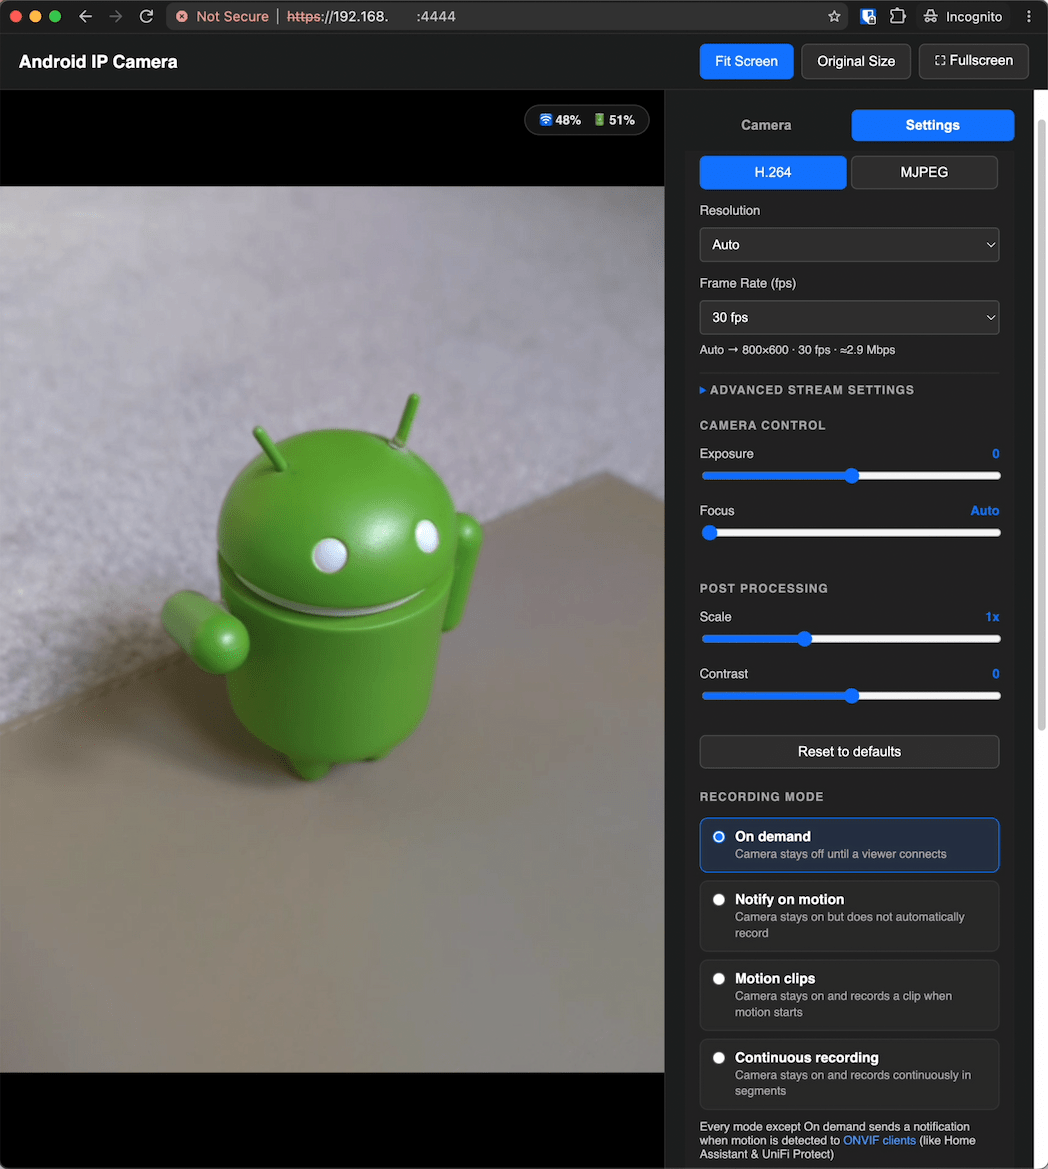 Not Secure
https://192.168. :4444
Incognito
Android IP Camera
Fit Screen
Original Size
Fullscreen
48% 51%
Camera
Settings
H.264
MJPEG
Resolution
Auto
Frame Rate (fps)
30 fps
Auto → 800×600 · 30 fps · ≈2.9 Mbps
ADVANCED STREAM SETTINGS
CAMERA CONTROL
Exposure 0
Focus Auto
POST PROCESSING
Scale 1x
Contrast 0
Reset to defaults
RECORDING MODE
On demand
Camera stays off until a viewer connects
Notify on motion
Camera stays on but does not automatically
record
Motion clips
Camera stays on and records a clip when
motion starts
Continuous recording
Camera stays on and records continuously in
segments
Every mode except On demand sends a notification
when motion is detected to ONVIF clients (like Home
Assistant & UniFi Protect)